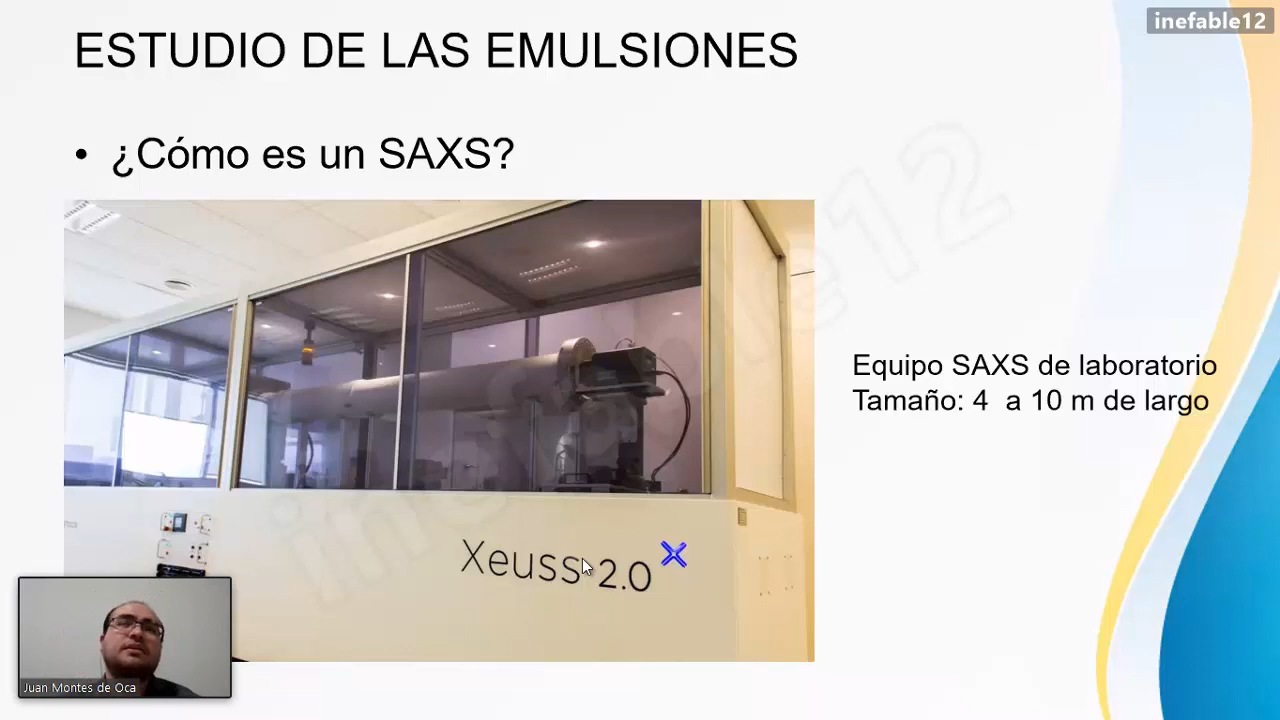 inefable12
ESTUDIO DE LAS EMULSIONES
• ¿Cómo es un SAXS?
inefable12
Equipo SAXS de laboratorio
Tamaño: 4 a 10 m de largo
Xeuss 2.0
Juan Montes de Oca